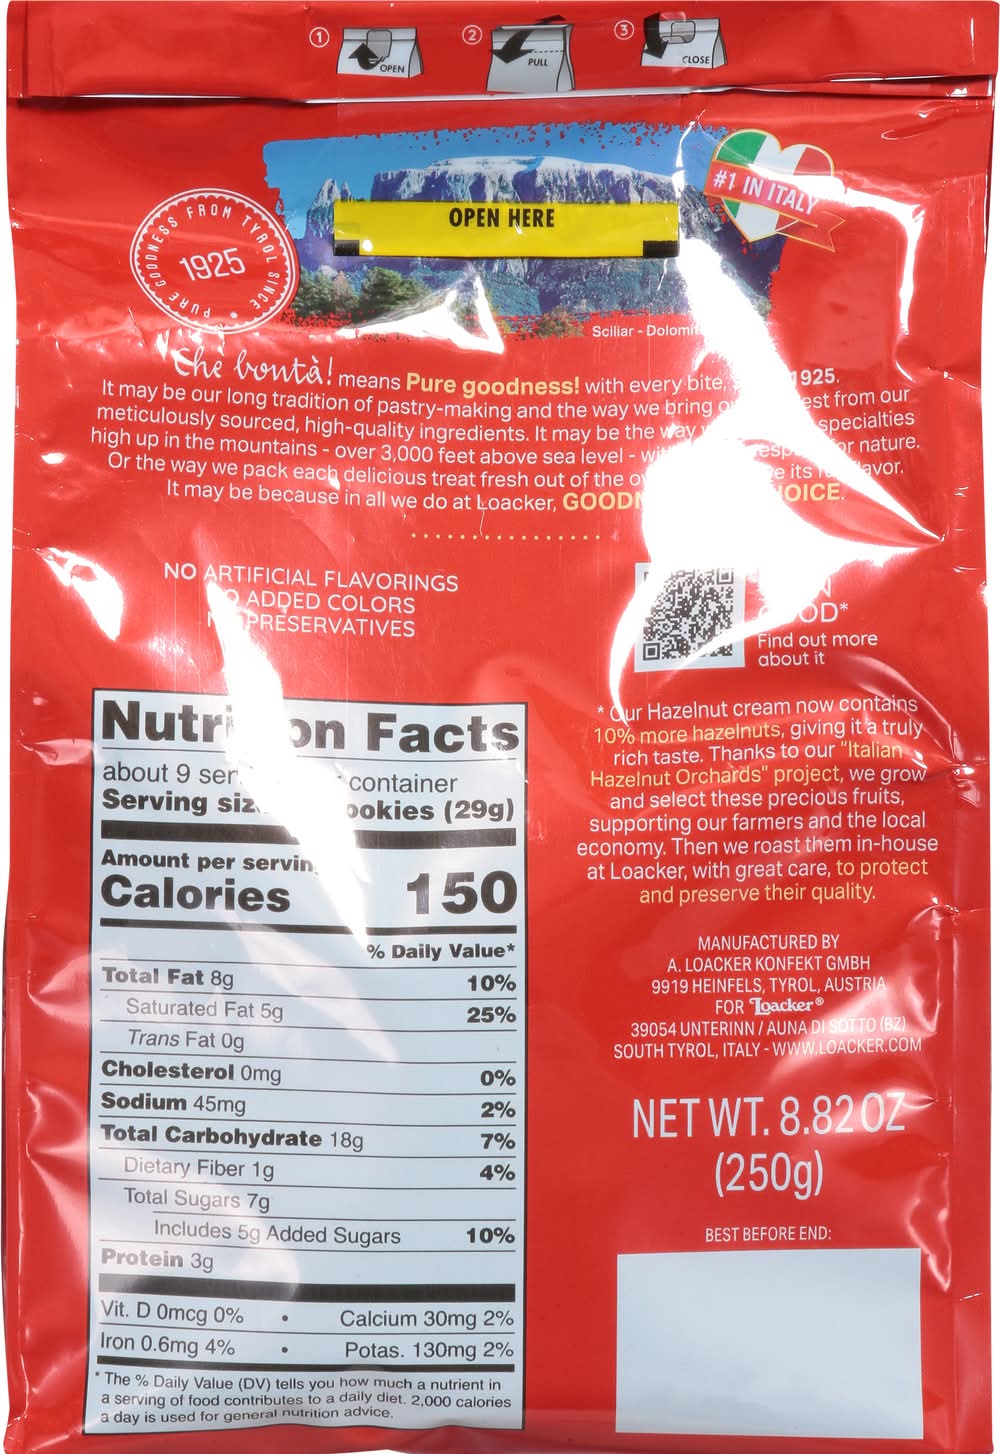 1 OPEN
2 PULL
3 CLOSE
#1 IN ITALY
OPEN HERE
PURE GOODNESS FROM TYROL SINCE *
1925
Sciliar - 
Che bontà! means Pure goodness! with every bite, 1925.
It may be our long tradition of pastry-making and the way we bring from our
meticulously sourced, high-quality ingredients. It may be the way specialties
high up in the mountains - over 3,000 feet above sea level - nature.
Or the way we pack each delicious treat fresh out of the its
It may be because in all we do at Loacker,
NO ARTIFICIAL FLAVORINGS
ADDED COLORS
PRESERVATIVES
Find out more
about it
* Our Hazelnut cream now contains
10% more hazelnuts, giving it a truly
rich taste. Thanks to our "Italian
Hazelnut Orchards" project, we grow
and select these precious fruits,
supporting our farmers and the local
economy. Then we roast them in-house
at Loacker, with great care, to protect
and preserve their quality.
MANUFACTURED BY
A. LOACKER KONFEKT GMBH
9919 HEINFELS, TYROL, AUSTRIA
FOR Loacker®
39054 UNTERINN / AUNA DI SOTTO (BZ)
SOUTH TYROL, ITALY - WWW.LOACKER.COM
NET WT. 8.82 OZ
(250g)
BEST BEFORE END:
Nutrition Facts
about 9 container
Serving (29g)
Amount per serving
Calories 150
% Daily Value*
Total Fat 8g 10%
Saturated Fat 5g 25%
Trans Fat 0g
Cholesterol 0mg 0%
Sodium 45mg 2%
Total Carbohydrate 18g 7%
Dietary Fiber 1g 4%
Total Sugars 7g
Includes 5g Added Sugars 10%
Protein 3g
Vit. D 0mcg 0% • Calcium 30mg 2%
Iron 0.6mg 4% • Potas. 130mg 2%
* The % Daily Value (DV) tells you how much a nutrient in
a serving of food contributes to a daily diet. 2,000 calories
a day is used for general nutrition advice.